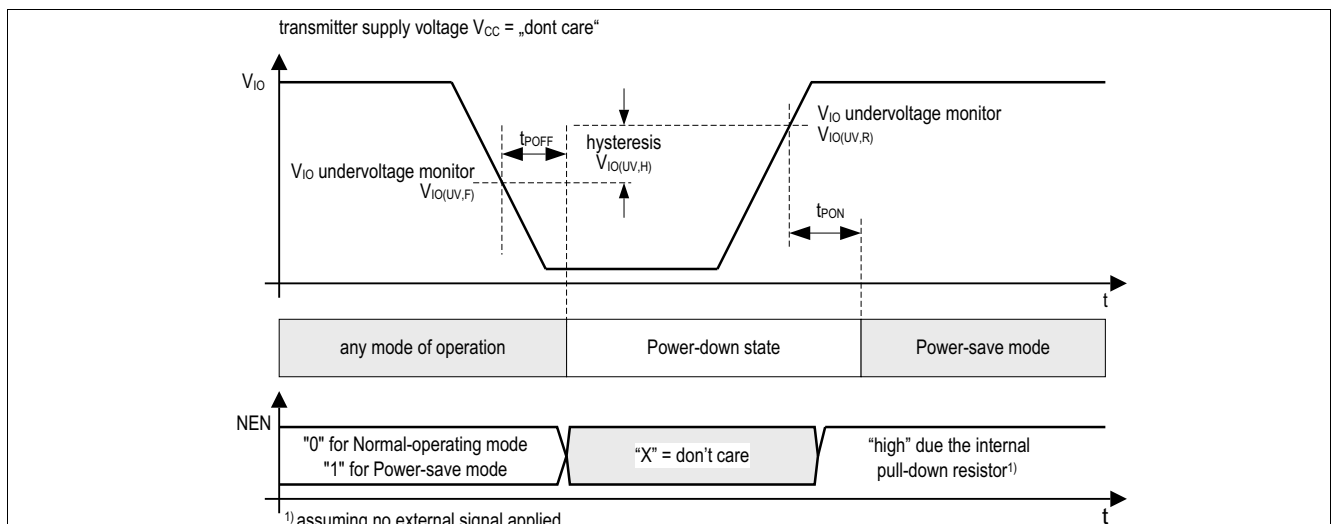 transmitter supply voltage VCC = „dont care“
VIO
VIO undervoltage monitor
VIO(UV,R)
tPOFF
hysteresis
VIO(UV,H)
VIO undervoltage monitor
VIO(UV,F)
tPON
t
any mode of operation
Power-down state
Power-save mode
NEN
"0" for Normal-operating mode
"1" for Power-save mode
“X” = don’t care
“high” due the internal
pull-down resistor1)
1) assuming no external signal applied
t